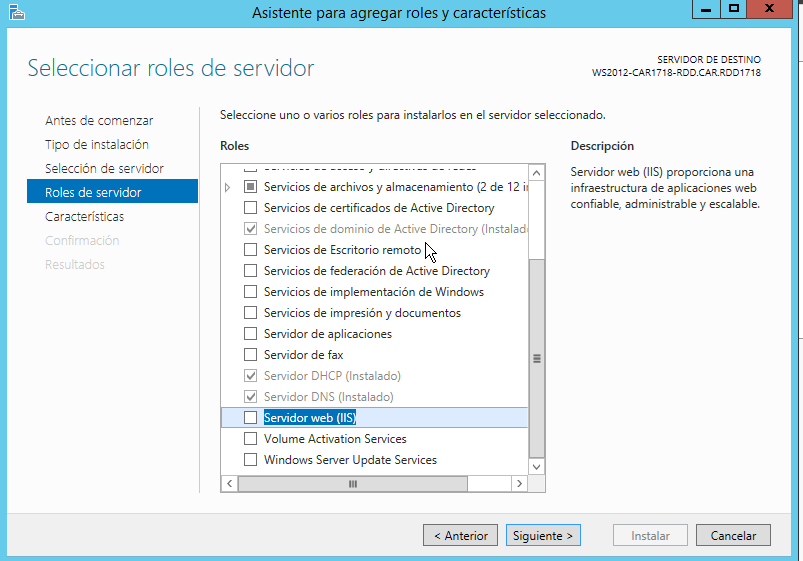 Asistente para agregar roles y características
Seleccionar roles de servidor
SERVIDOR DE DESTINO
WS2012-CAR1718-RDD.CAR.RDD1718
Antes de comenzar
Tipo de instalación
Selección de servidor
Roles de servidor
Características
Confirmación
Resultados
Seleccione uno o varios roles para instalarlos en el servidor seleccionado.
Roles
Servicios de archivos y almacenamiento (2 de 12 in
Servicios de certificados de Active Directory
Servicios de dominio de Active Directory (Instalado
Servicios de Escritorio remoto
Servicios de federación de Active Directory
Servicios de implementación de Windows
Servicios de impresión y documentos
Servidor de aplicaciones
Servidor de fax
Servidor DHCP (Instalado)
Servidor DNS (Instalado)
Servidor web (IIS)
Volume Activation Services
Windows Server Update Services
Descripción
Servidor web (IIS) proporciona una
infraestructura de aplicaciones web
confiable, administrable y escalable.
< Anterior
Siguiente >
Instalar
Cancelar